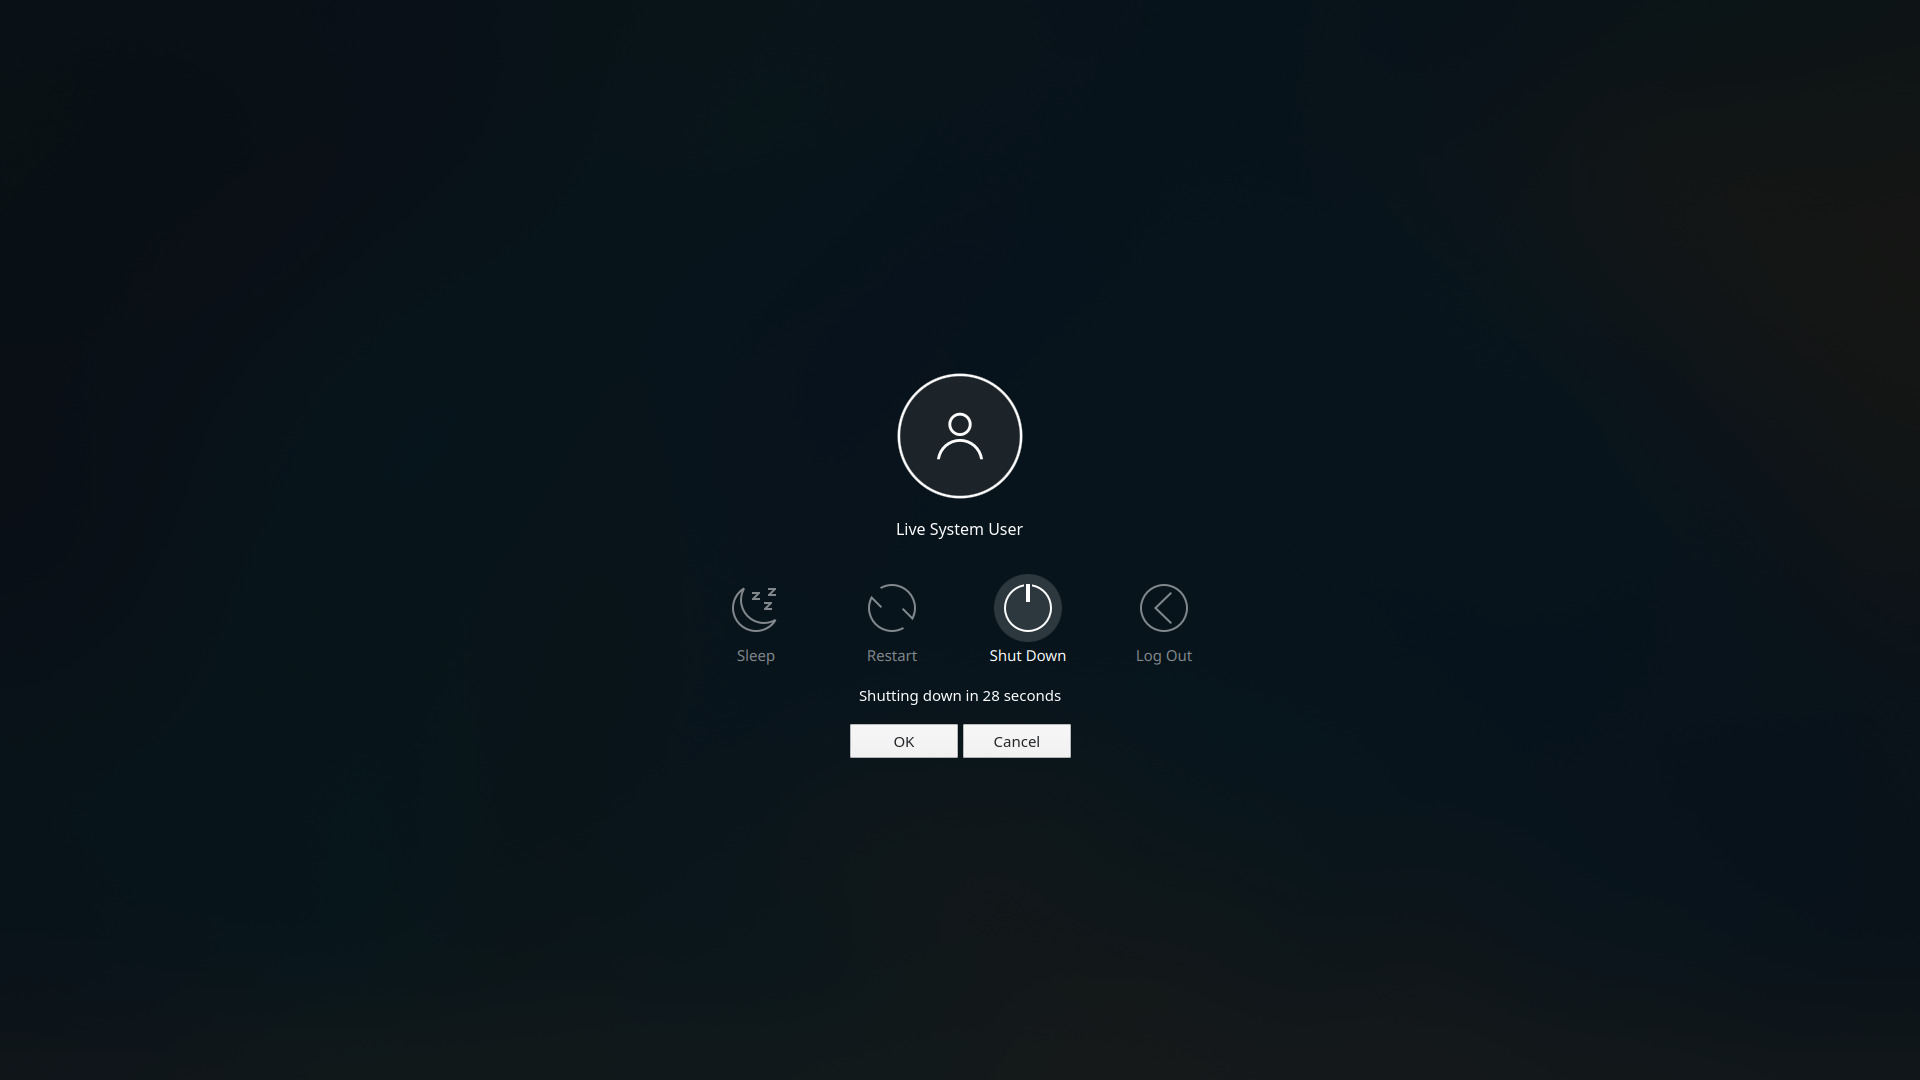 Live System User
Sleep
Restart
Shut Down
Log Out
Shutting down in 28 seconds
OK
Cancel